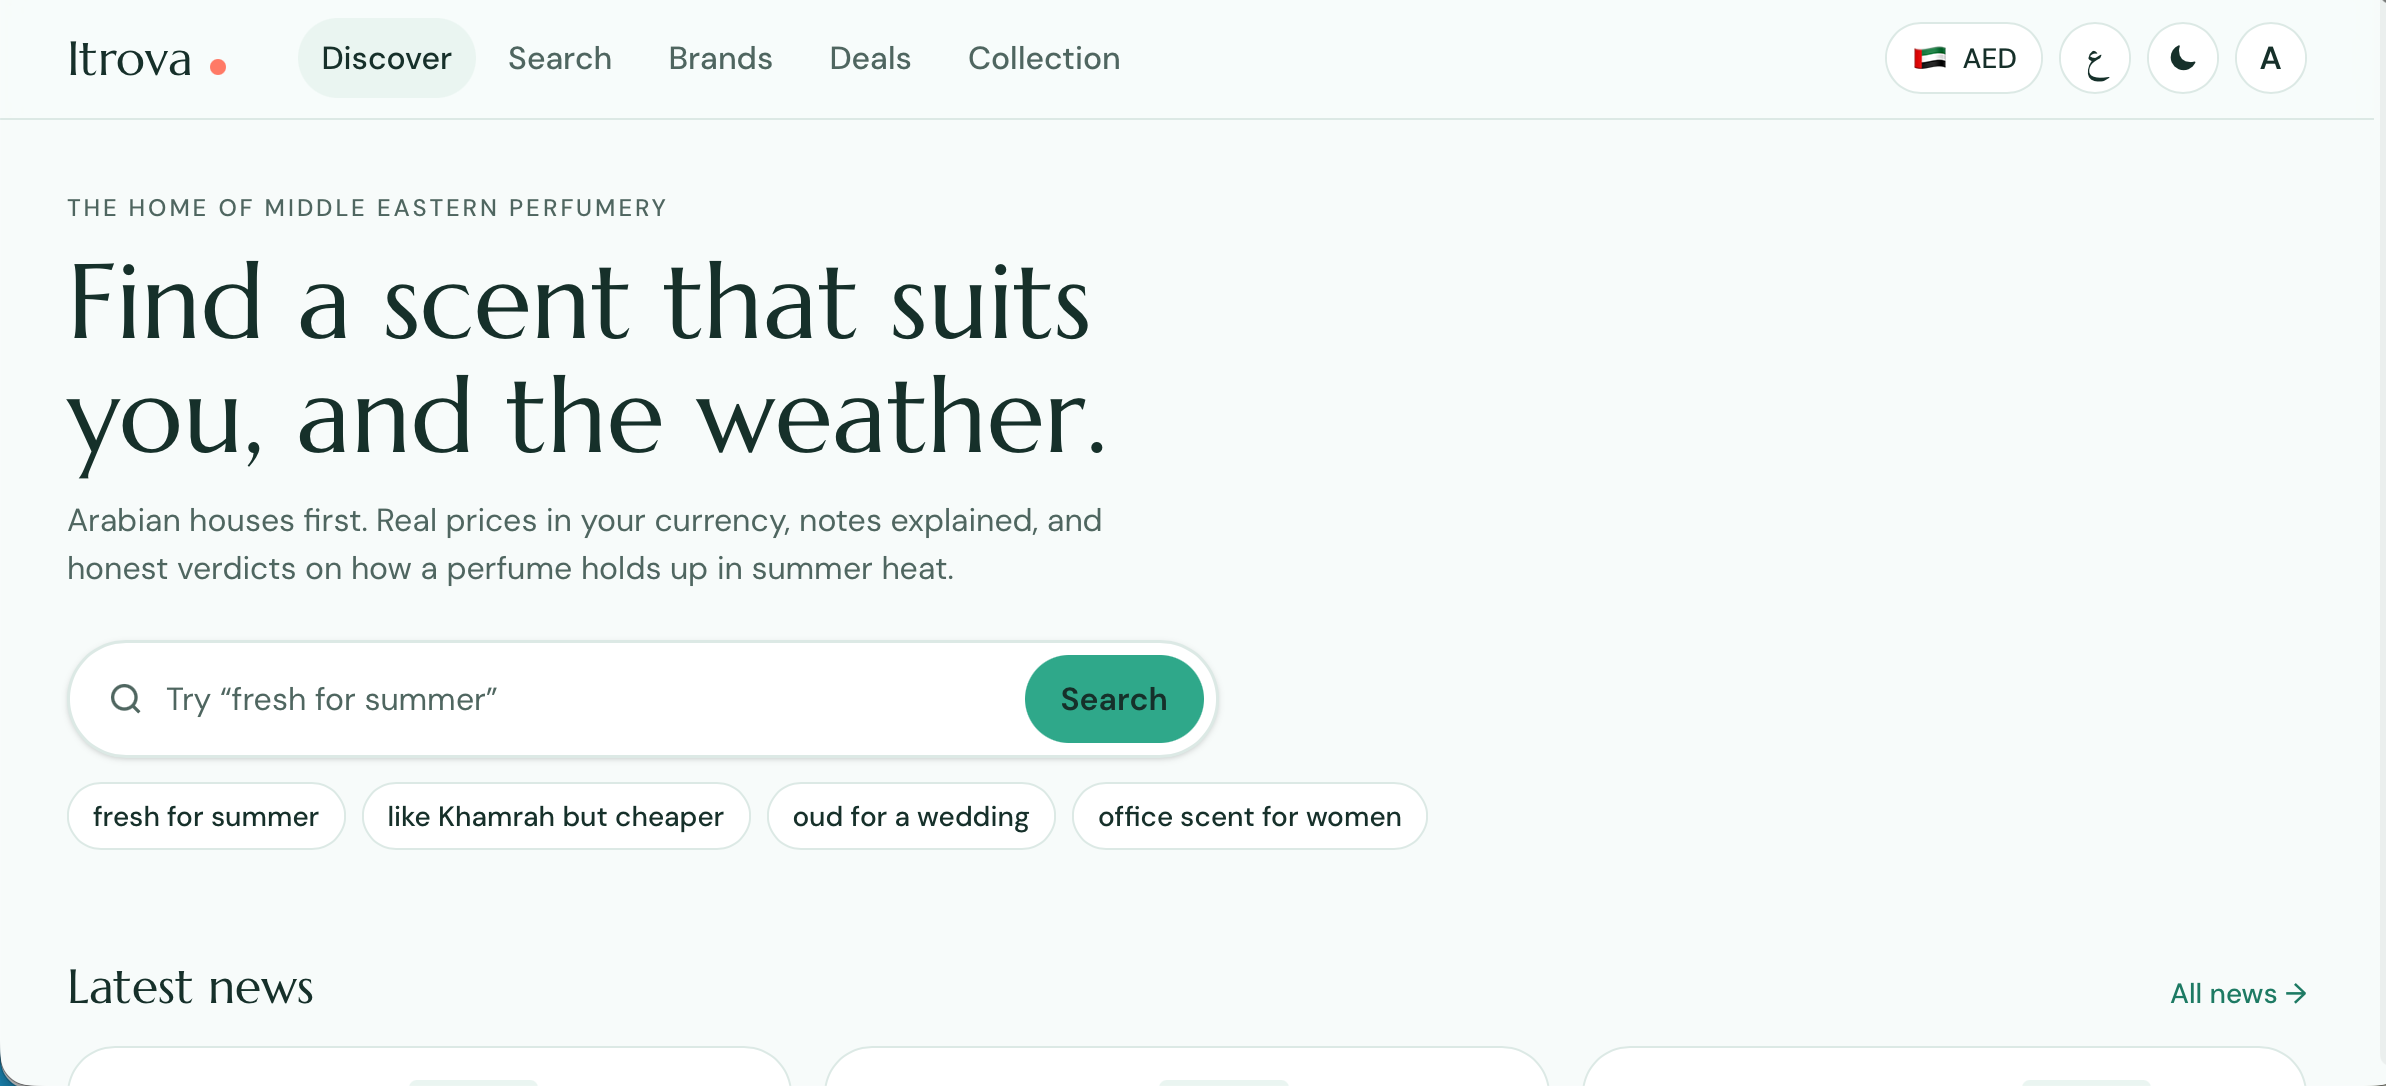 Itrova
Discover
Search
Brands
Deals
Collection
AED
ع
A
THE HOME OF MIDDLE EASTERN PERFUMERY
Find a scent that suits
you, and the weather.
Arabian houses first. Real prices in your currency, notes explained, and
honest verdicts on how a perfume holds up in summer heat.
Try “fresh for summer”
Search
fresh for summer
like Khamrah but cheaper
oud for a wedding
office scent for women
Latest news
All news →